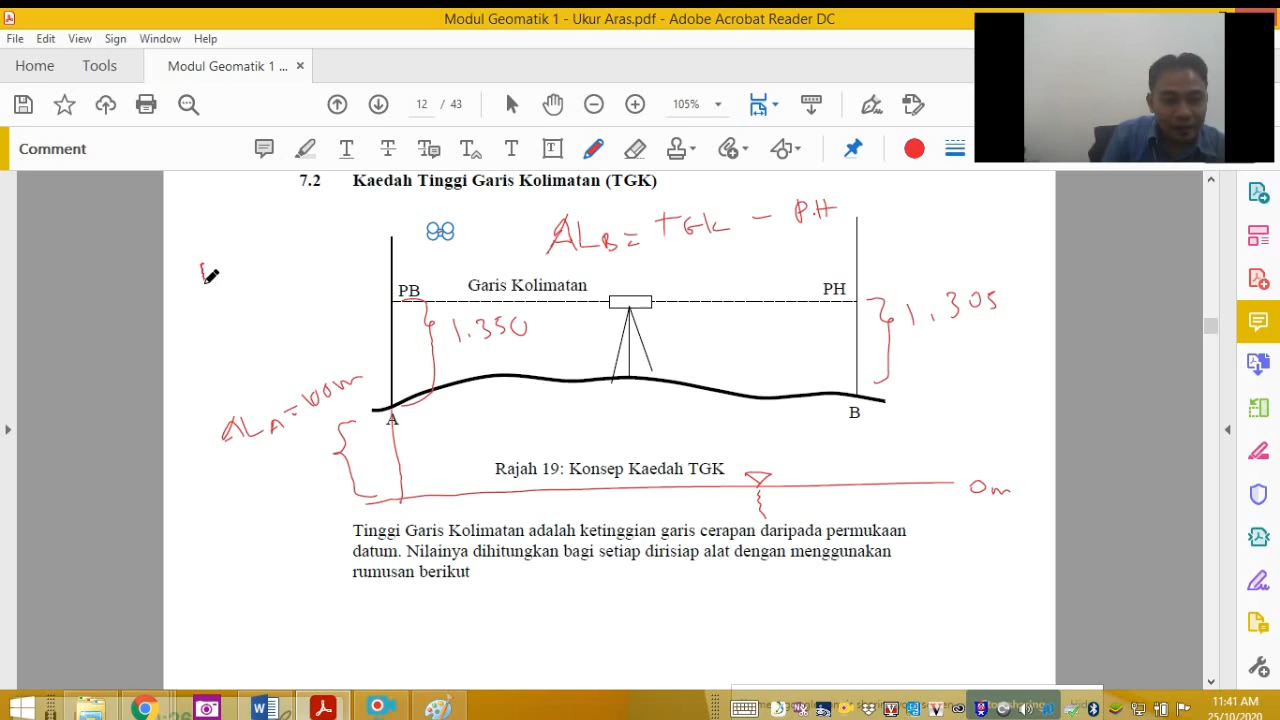 Modul Geomatik 1 - Ukur Aras.pdf - Adobe Acrobat Reader DC
File Edit View Sign Window Help
Home Tools Modul Geomatik 1 ... ×
12 / 43 105%
Comment
7.2 Kaedah Tinggi Garis Kolimatan (TGK)
ALB = TGK - P.H
PB Garis Kolimatan PH
1.350
1.305
ALA = 100m
A B
Rajah 19: Konsep Kaedah TGK
0m
Tinggi Garis Kolimatan adalah ketinggian garis cerapan daripada permukaan
datum. Nilainya dihitungkan bagi setiap dirisiap alat dengan menggunakan
rumusan berikut
11:41 AM
25/10/2020